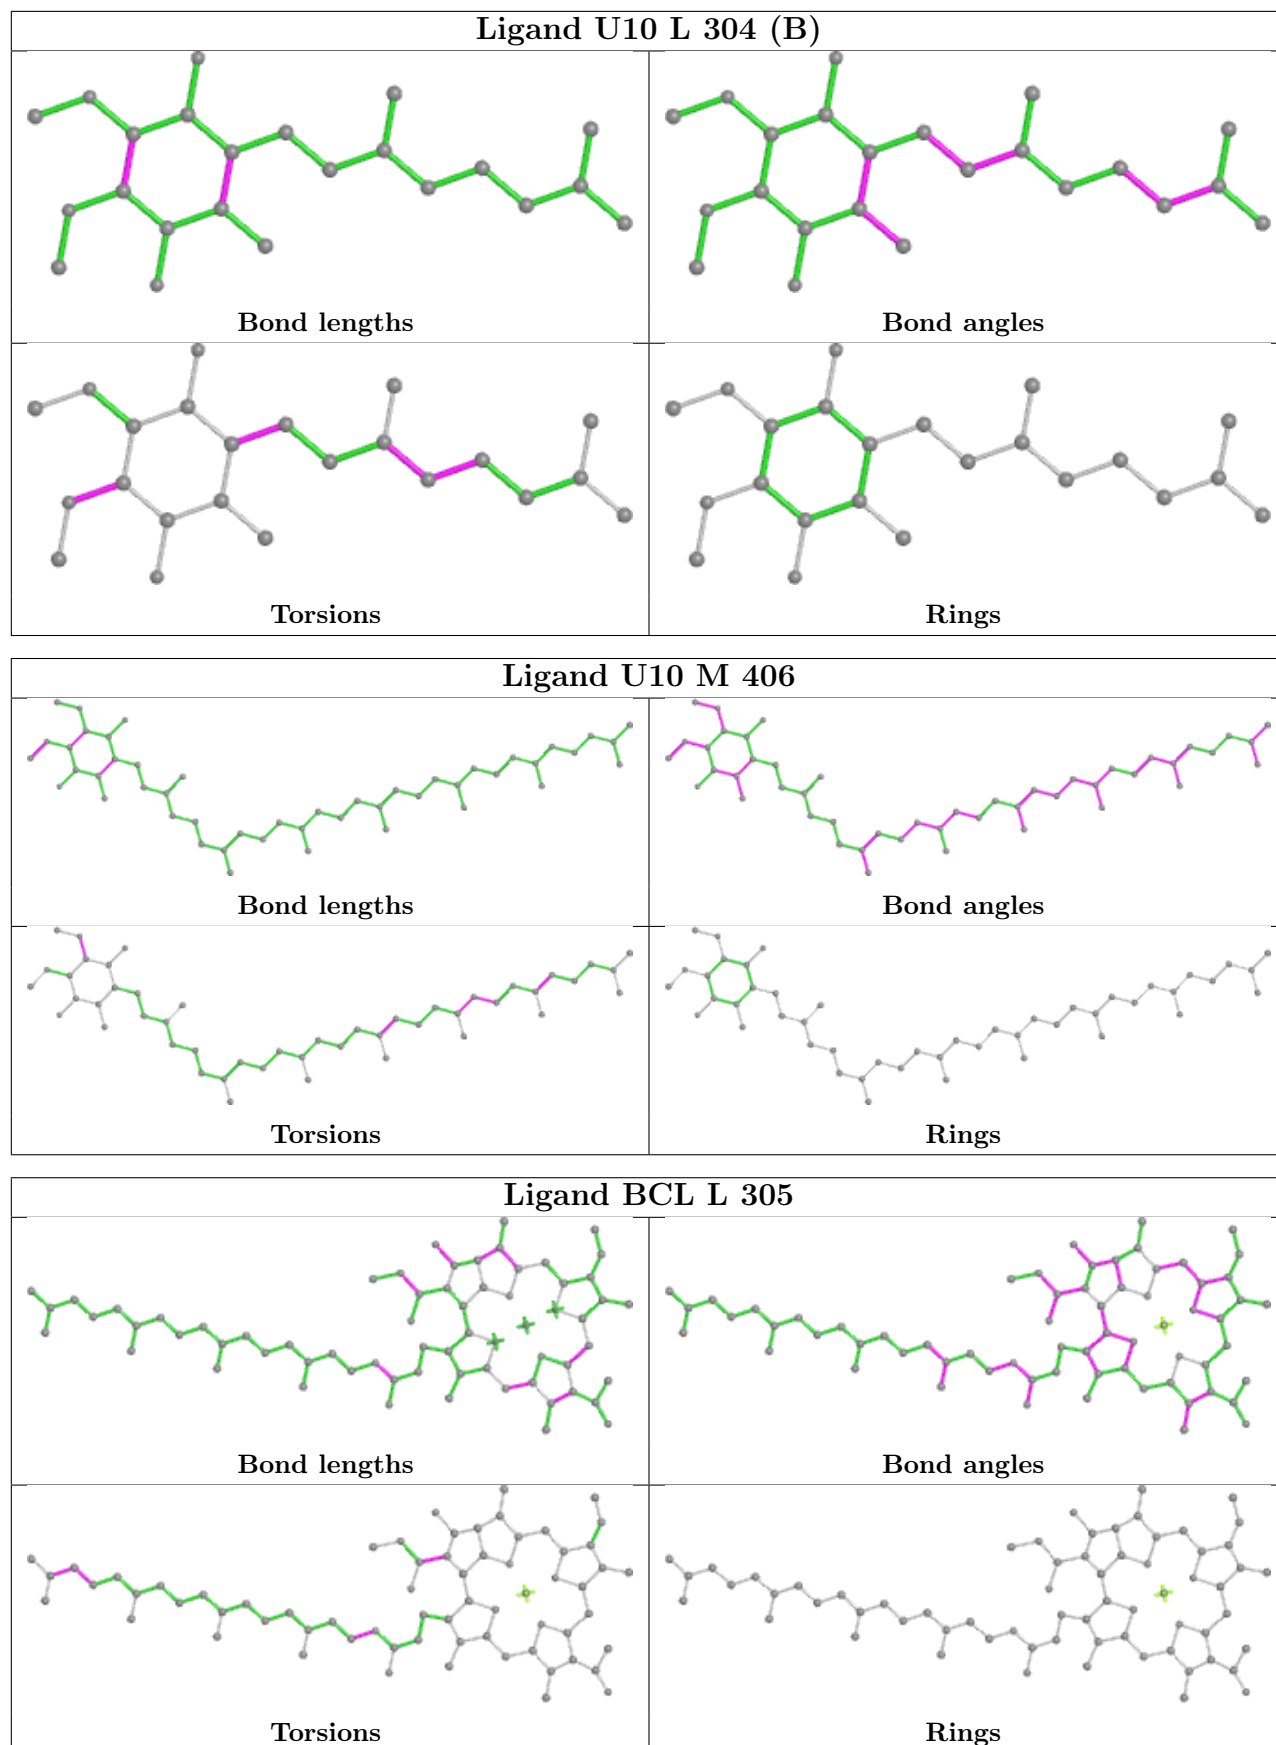 Ligand U10 L 304 (B)
Bond lengths
Bond angles
Torsions
Rings
Ligand U10 M 406
Bond lengths
Bond angles
Torsions
Rings
Ligand BCL L 305
Bond lengths
Bond angles
Torsions
Rings